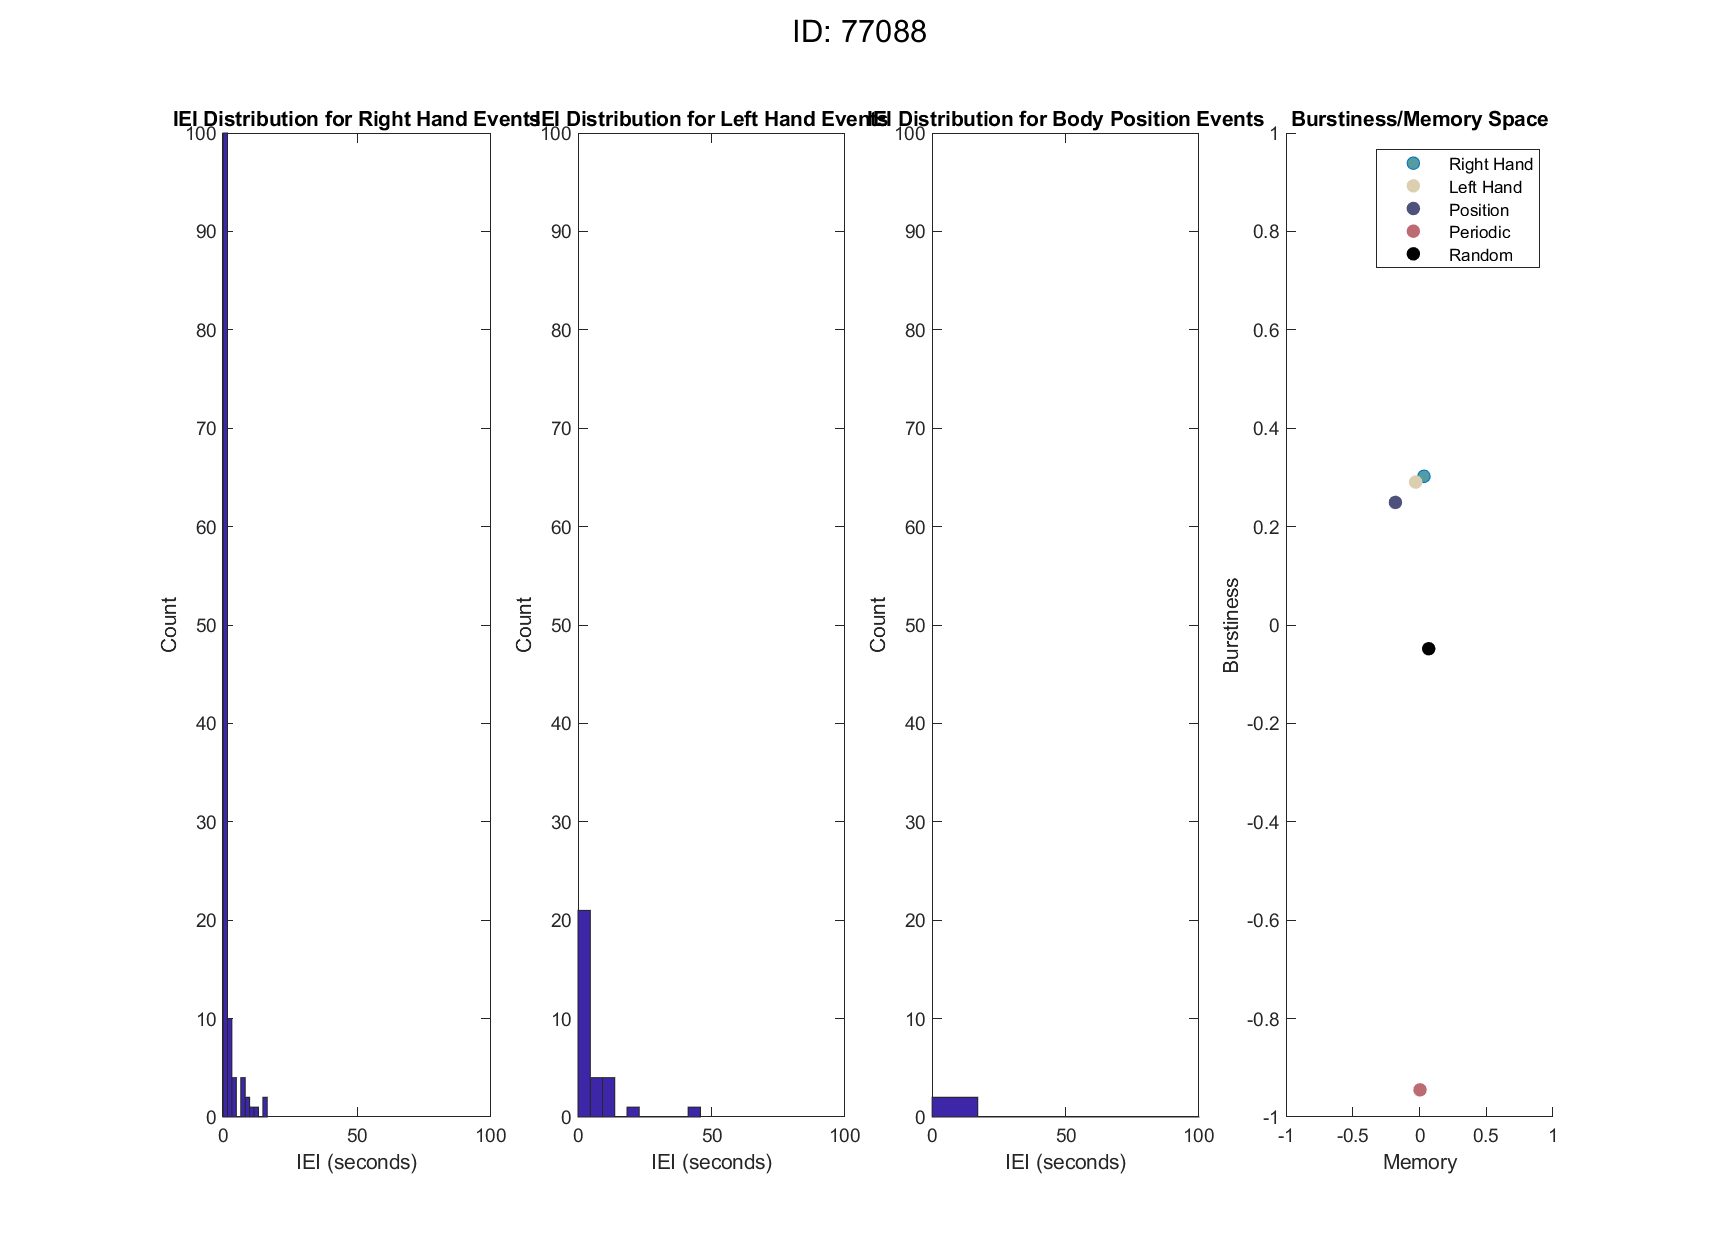 ID: 77088
IEI Distribution for Right Hand Events
100
90
80
70
60
50
40
30
20
10
0
Count
0 50 100
IEI (seconds)
IEI Distribution for Left Hand Events
100
90
80
70
60
50
40
30
20
10
0
Count
0 50 100
IEI (seconds)
IEI Distribution for Body Position Events
100
90
80
70
60
50
40
30
20
10
0
Count
0 50 100
IEI (seconds)
Burstiness/Memory Space
1
0.8
0.6
0.4
0.2
0
-0.2
-0.4
-0.6
-0.8
-1
Burstiness
-1 -0.5 0 0.5 1
Memory
Right Hand
Left Hand
Position
Periodic
Random